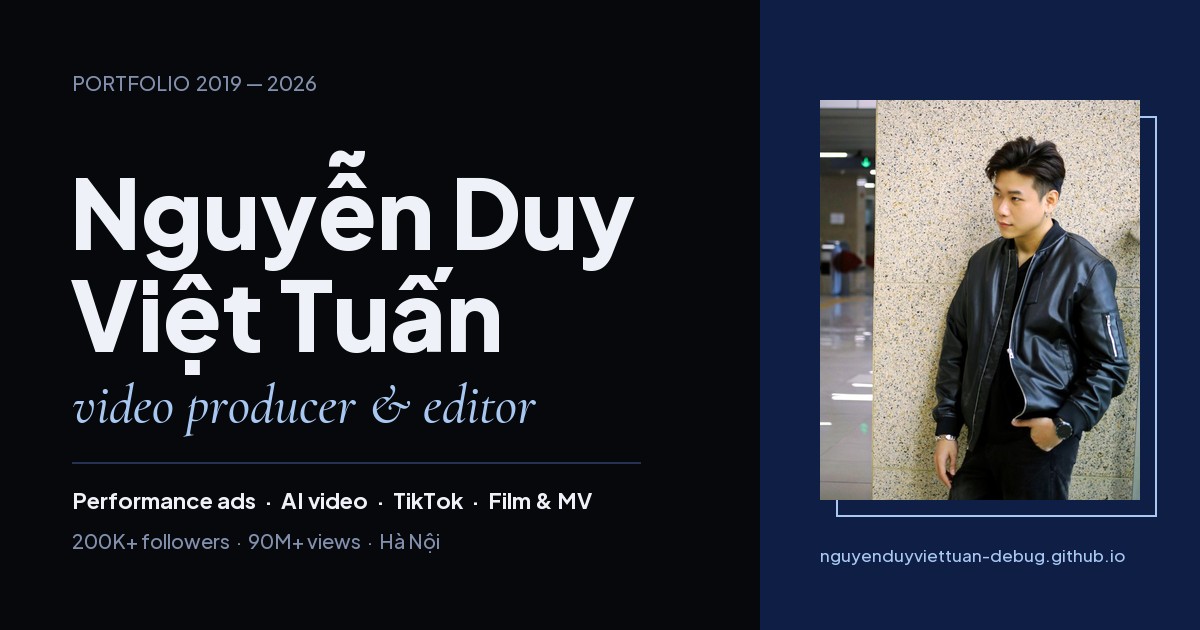 PORTFOLIO 2019 — 2026
Nguyễn Duy
Việt Tuấn
video producer & editor
Performance ads · AI video · TikTok · Film & MV
200K+ followers · 90M+ views · Hà Nội
nguyenduyviettuan-debug.github.io